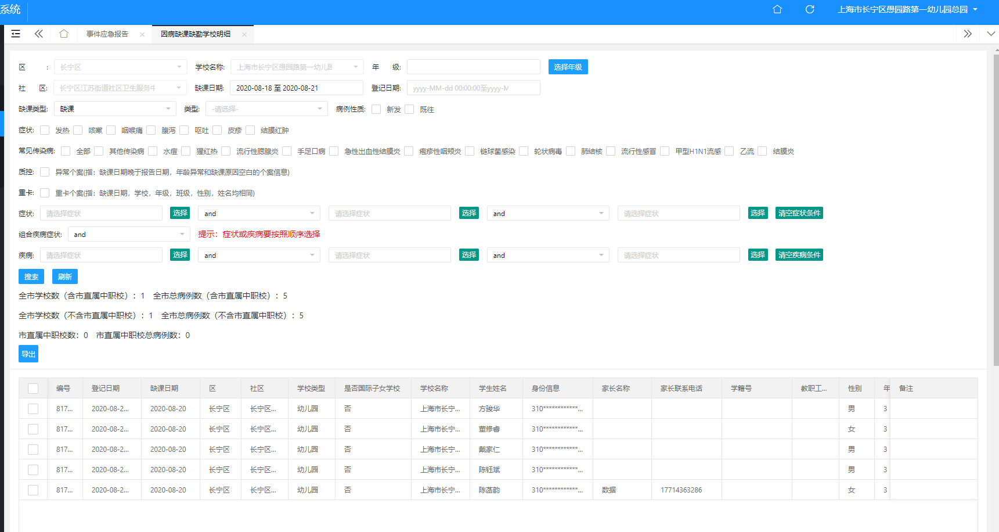 系统
上海市长宁区愚园路第一幼儿园总园
事件应急报告 因病缺课缺勤学校明细
区 : 长宁区 学校名称: 上海市长宁区愚园路第一幼儿园 年 级: 选择年级
社 区: 长宁区江苏街道社区卫生服务中 缺课日期: 2020-08-18 至 2020-08-21 登记日期: yyyy-MM-dd 00:00:00至yyyy-M
缺课类型: 缺课 类型: -请选择- 病例性质: 新发 既往
症状: 发热 咳嗽 咽喉痛 腹泻 呕吐 皮疹 结膜红肿
常见传染病: 全部 其他传染病 水痘 猩红热 流行性腮腺炎 手足口病 急性出血性结膜炎 疱疹性咽颊炎 链球菌感染 轮状病毒 肺结核 流行性感冒 甲型H1N1流感 乙流 结膜炎
质控: 异常个案(指：缺课日期晚于报告日期，年龄异常和缺课原因空白的个案信息)
重卡: 重卡个案(指：缺课日期，学校，年级，班级，性别，姓名均相同)
症状: 请选择症状 选择 and 请选择症状 选择 and 请选择症状 选择 清空症状条件
组合疾病症状: and 提示：症状或疾病要按照顺序选择
疾病: 请选择症状 选择 and 请选择症状 选择 and 请选择症状 选择 清空疾病条件
搜索 刷新
全市学校数（含市直属中职校）：1 全市总病例数（含市直属中职校）：5
全市学校数（不含市直属中职校）：1 全市总病例数（不含市直属中职校）：5
市直属中职校数：0 市直属中职校总病例数：0
导出
编号 登记日期 缺课日期 区 社区 学校类型 是否国际子女学校 学校名称 学生姓名 身份信息 家长名称 家长联系电话 学籍号 教职工... 性别 年 备注
817... 2020-08-2... 2020-08-20 长宁区 长宁区... 幼儿园 否 上海市长宁... 方骏华 310************... 男 3
817... 2020-08-2... 2020-08-20 长宁区 长宁区... 幼儿园 否 上海市长宁... 董修睿 310************... 女 3
817... 2020-08-2... 2020-08-20 长宁区 长宁区... 幼儿园 否 上海市长宁... 戴家仁 310************... 男 3
817... 2020-08-2... 2020-08-20 长宁区 长宁区... 幼儿园 否 上海市长宁... 陈钰斌 310************... 男 3
817... 2020-08-2... 2020-08-20 长宁区 长宁区... 幼儿园 否 上海市长宁... 陈菡韵 310************... 数据 17714363286 女 3